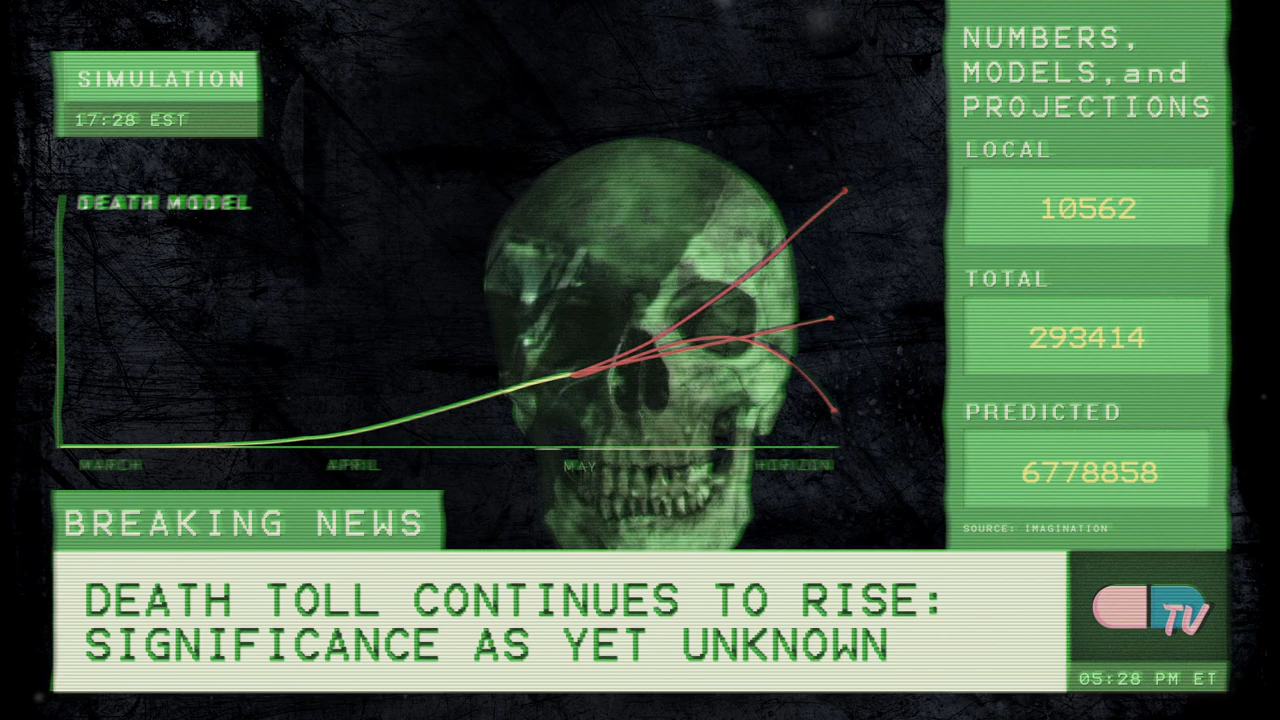 SIMULATION
17:28 EST
DEATH MODEL
MARCH
APRIL
MAY
HORIZON
NUMBERS,
MODELS,and
PROJECTIONS
LOCAL
10562
TOTAL
293414
PREDICTED
6778858
SOURCE: IMAGINATION
BREAKING NEWS
DEATH TOLL CONTINUES TO RISE:
SIGNIFICANCE AS YET UNKNOWN
TV
05:28 PM ET